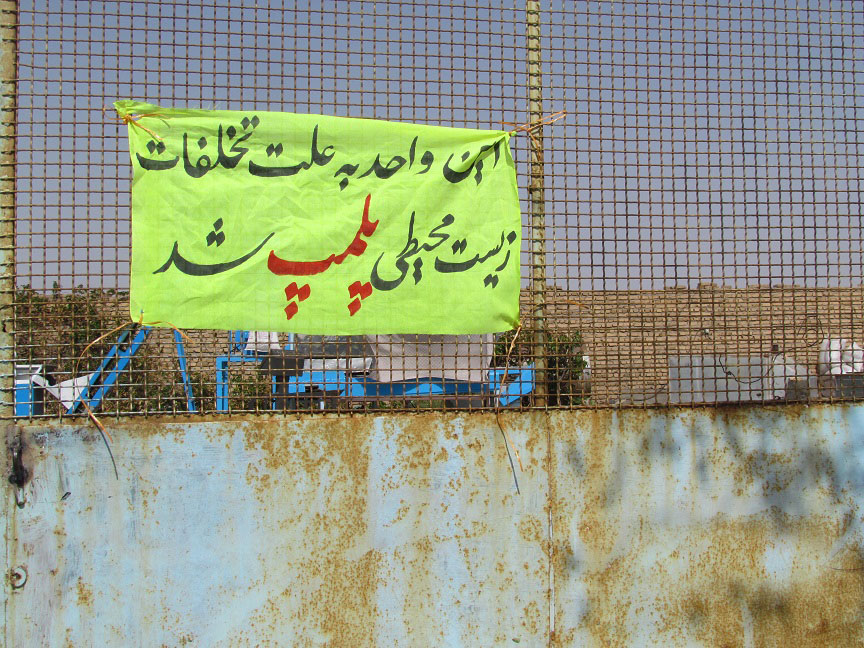 این واحد به علت تخلفات
زیست محیطی پلمپ شد